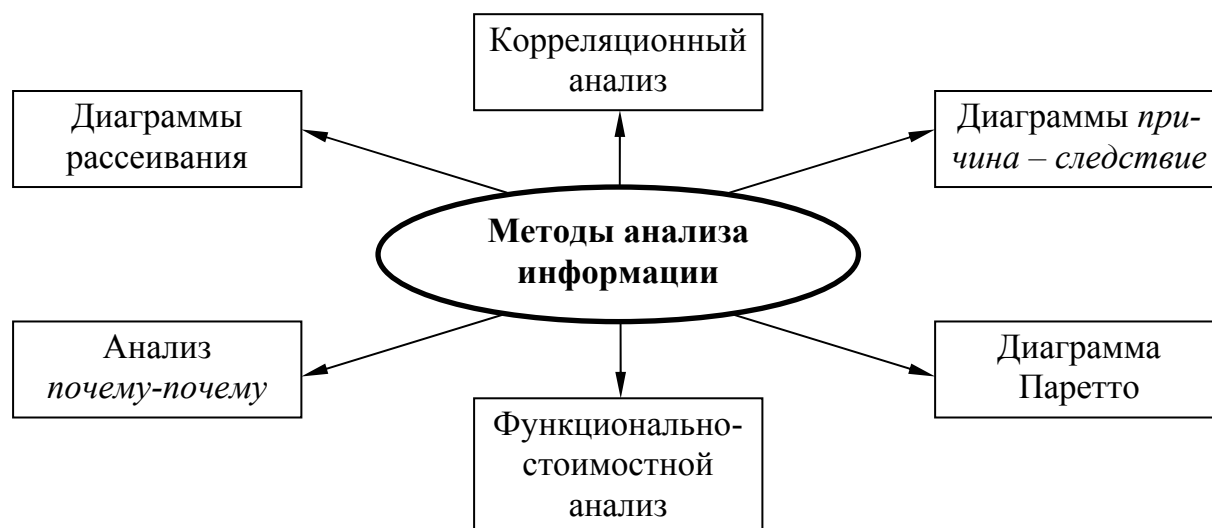 Корреляционный
анализ
Диаграммы
рассеивания
Диаграммы при-
чина – следствие
Методы анализа
информации
Анализ
почему-почему
Диаграмма
Паретто
Функционально-
стоимостной
анализ